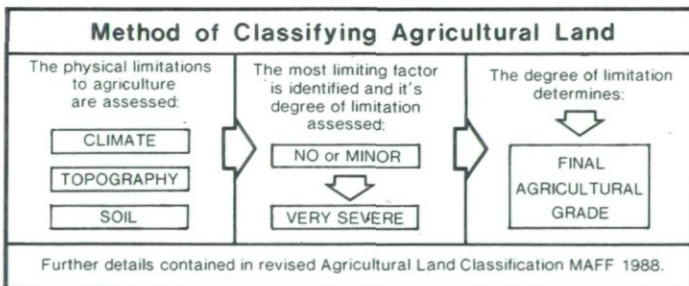 Method of Classifying Agricultural Land
The physical limitations
to agriculture
are assessed:
CLIMATE
TOPOGRAPHY
SOIL
The most limiting factor
is identified and it's
degree of limitation
assessed:
NO or MINOR
VERY SEVERE
The degree of limitation
determines:
FINAL
AGRICULTURAL
GRADE
Further details contained in revised Agricultural Land Classification MAFF 1988.